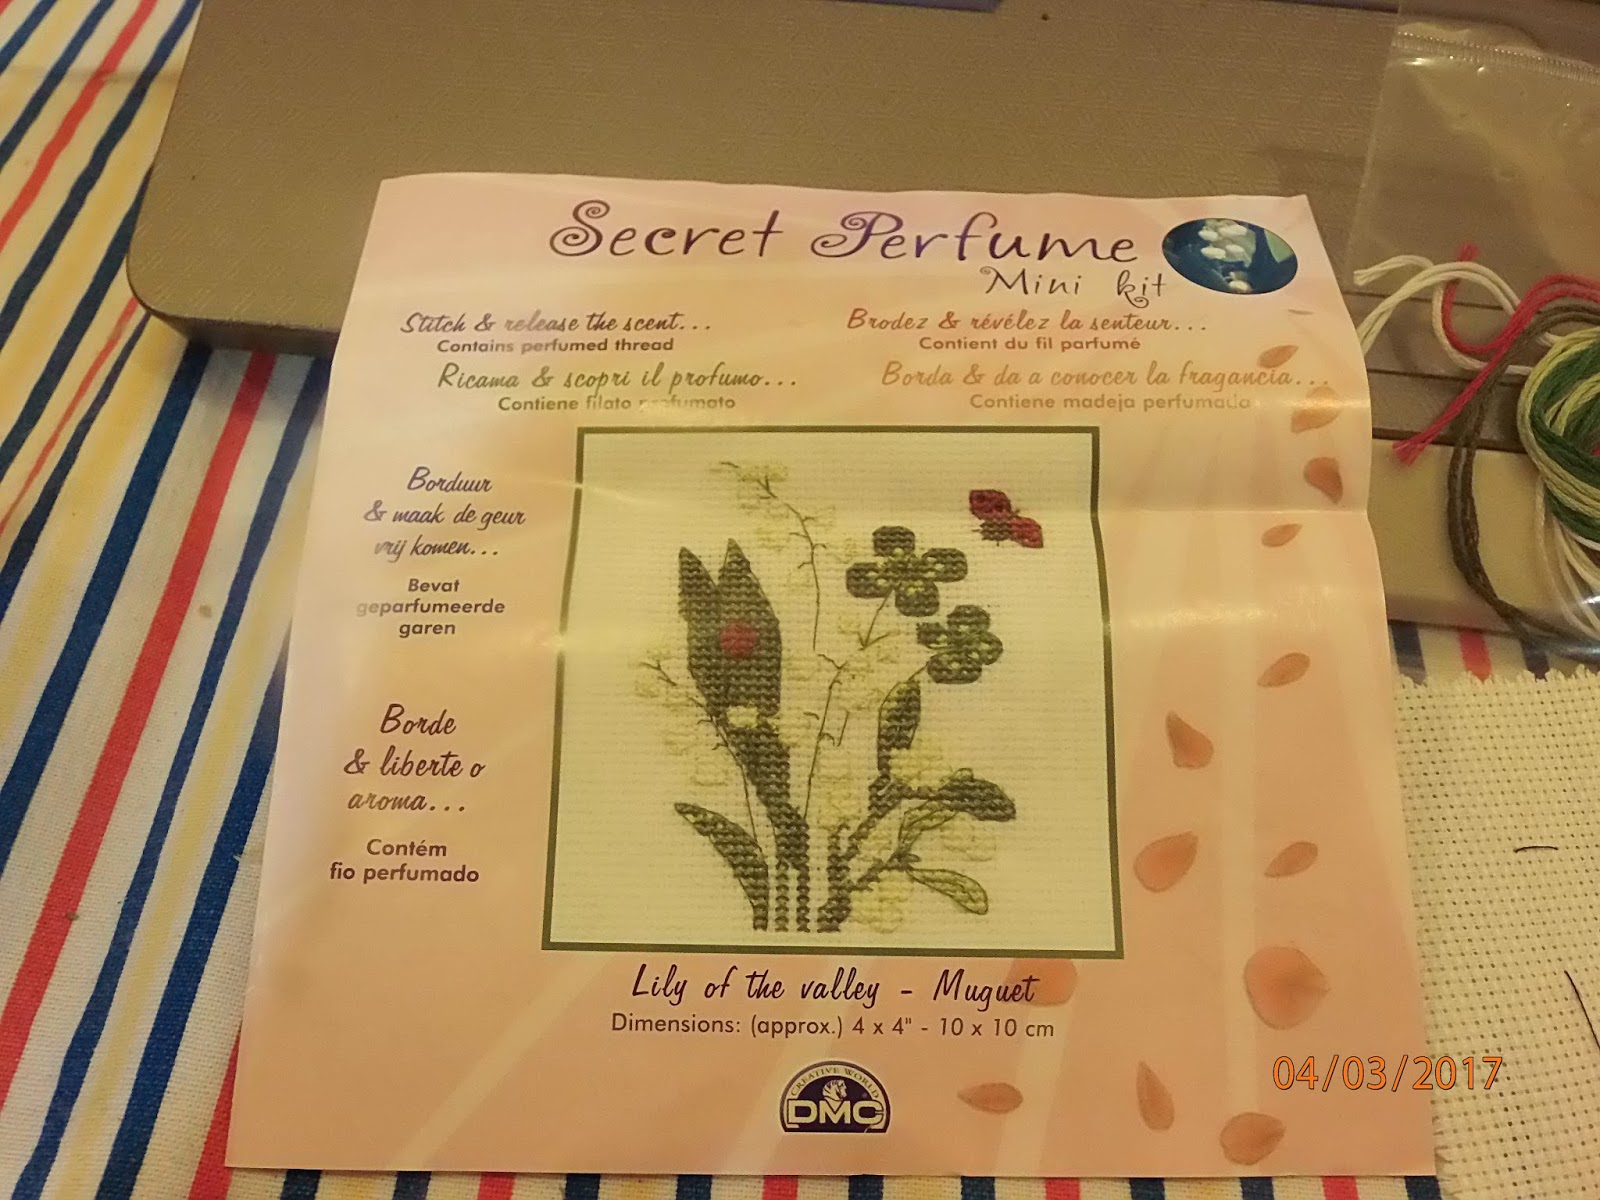 Secret Perfume
Mini kit
Stitch & release the scent...
Contains perfumed thread
Brodez & révélez la senteur...
Contient du fil parfumé
Ricama & scopri il profumo...
Contiene filato profumato
Borda & da a conocer la fragancia...
Contiene madeja perfumada
Borduur
& maak de geur
vrij komen...
Bevat
geparfumeerde
garen
Borde
& liberte o
aroma...
Contém
fio perfumado
Lily of the valley - Muguet
Dimensions: (approx.) 4 x 4" - 10 x 10 cm
CREATIVE WORLD
DMC
04/03/2017